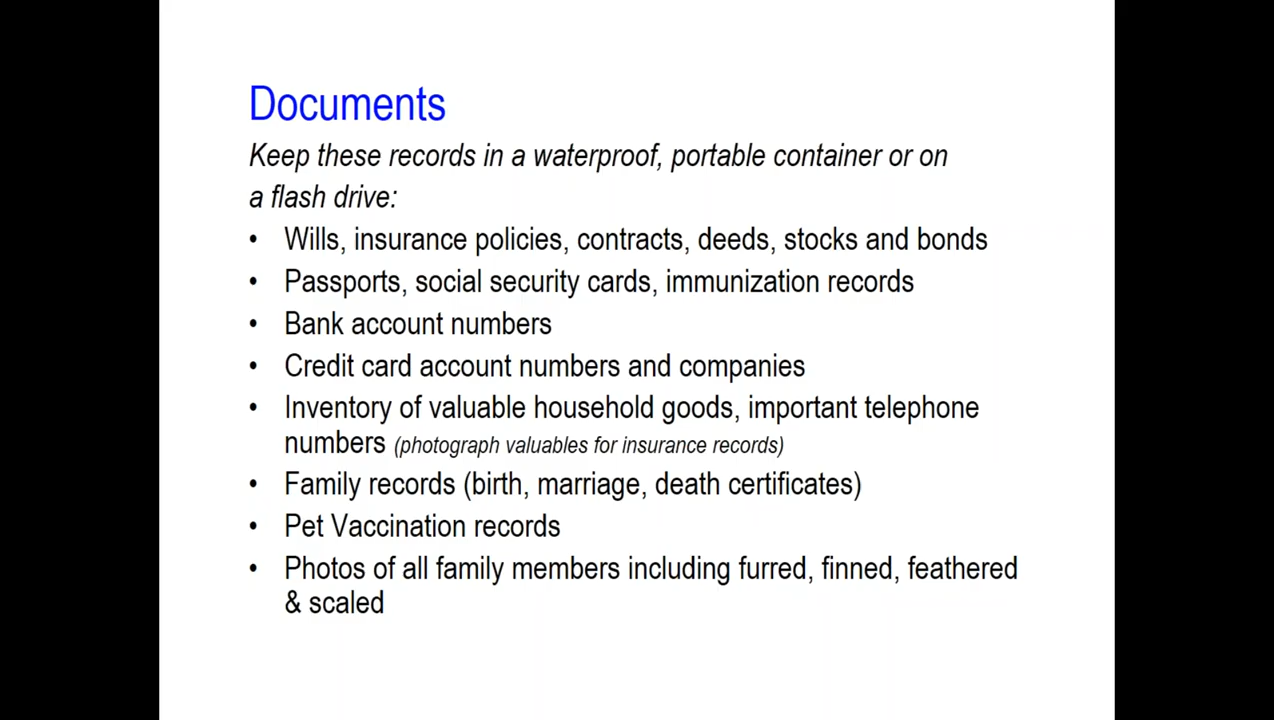 Documents
Keep these records in a waterproof, portable container or on
a flash drive:
• Wills, insurance policies, contracts, deeds, stocks and bonds
• Passports, social security cards, immunization records
• Bank account numbers
• Credit card account numbers and companies
• Inventory of valuable household goods, important telephone
numbers (photograph valuables for insurance records)
• Family records (birth, marriage, death certificates)
• Pet Vaccination records
• Photos of all family members including furred, finned, feathered
& scaled